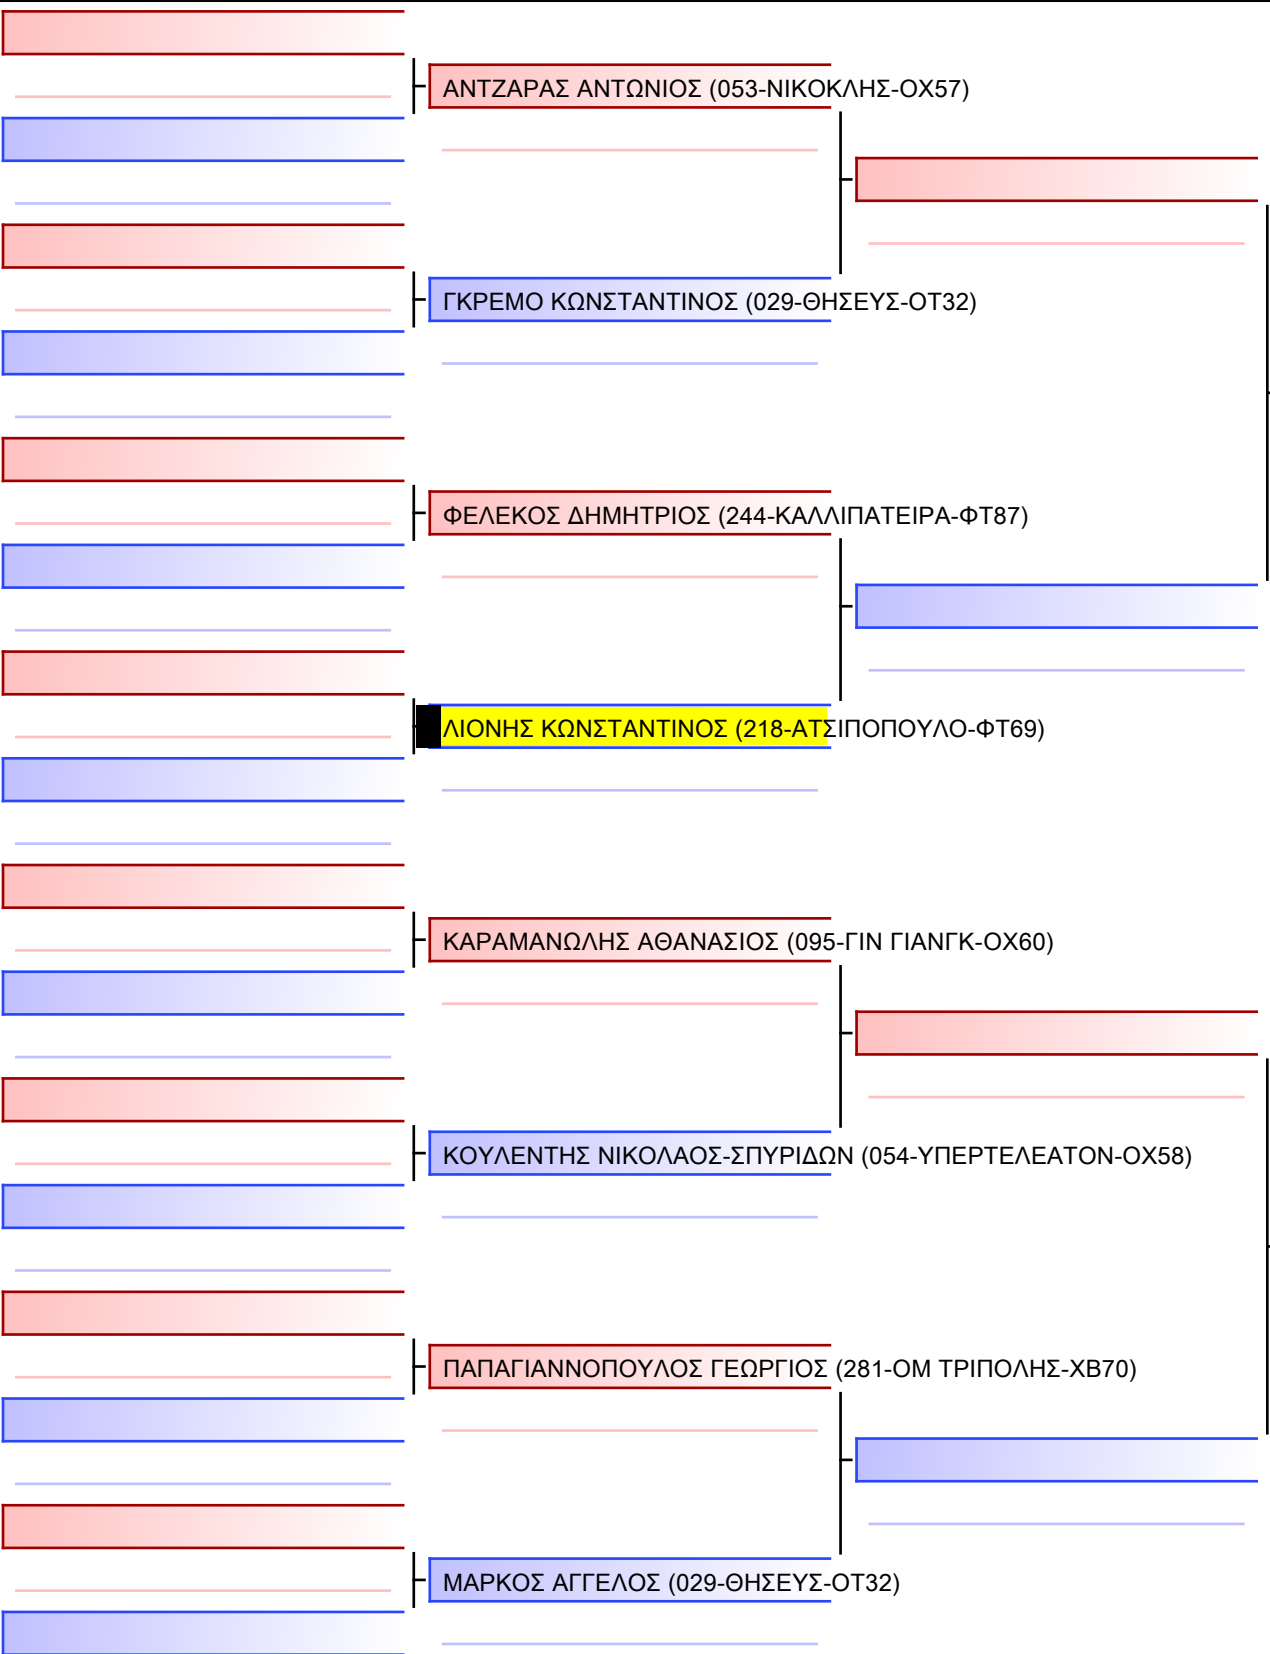 ΑΝΤΖΑΡΑΣ ΑΝΤΩΝΙΟΣ (053-ΝΙΚΟΚΛΗΣ-ΟΧ57)
ΓΚΡΕΜΟ ΚΩΝΣΤΑΝΤΙΝΟΣ (029-ΘΗΣΕΥΣ-ΟΤ32)
ΦΕΛΕΚΟΣ ΔΗΜΗΤΡΙΟΣ (244-ΚΑΛΛΙΠΑΤΕΙΡΑ-ΦΤ87)
ΛΙΟΝΗΣ ΚΩΝΣΤΑΝΤΙΝΟΣ (218-ΑΤΣΙΠΟΠΟΥΛΟ-ΦΤ69)
ΚΑΡΑΜΑΝΩΛΗΣ ΑΘΑΝΑΣΙΟΣ (095-ΓΙΝ ΓΙΑΝΓΚ-ΟΧ60)
ΚΟΥΛΕΝΤΗΣ ΝΙΚΟΛΑΟΣ-ΣΠΥΡΙΔΩΝ (054-ΥΠΕΡΤΕΛΕΑΤΟΝ-ΟΧ58)
ΠΑΠΑΓΙΑΝΝΟΠΟΥΛΟΣ ΓΕΩΡΓΙΟΣ (281-ΟΜ ΤΡΙΠΟΛΗΣ-ΧΒ70)
ΜΑΡΚΟΣ ΑΓΓΕΛΟΣ (029-ΘΗΣΕΥΣ-ΟΤ32)